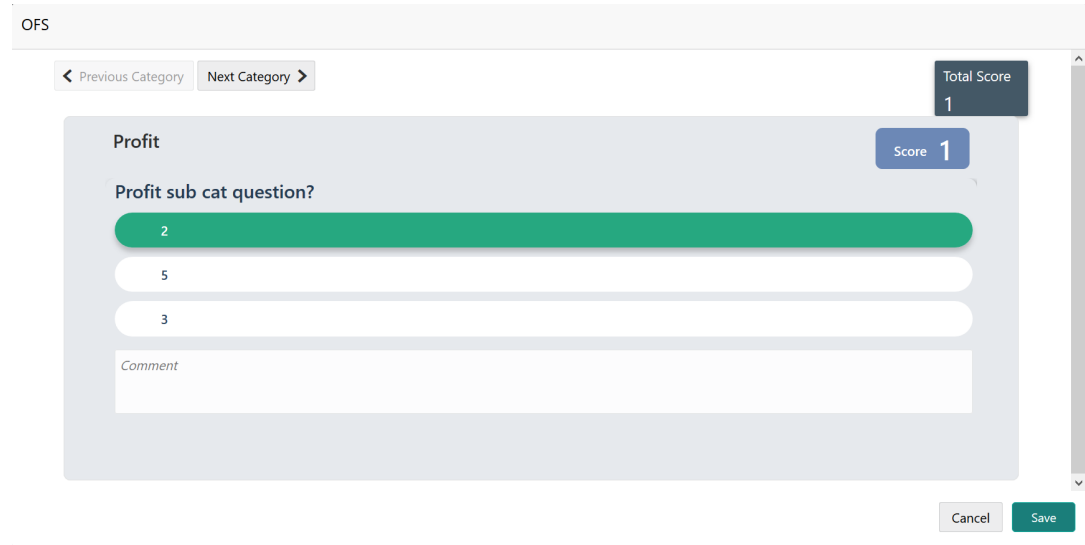 OFS
Previous Category
Next Category
Total Score
1
Profit
Score 1
Profit sub cat question?
2
5
3
Comment
Cancel
Save